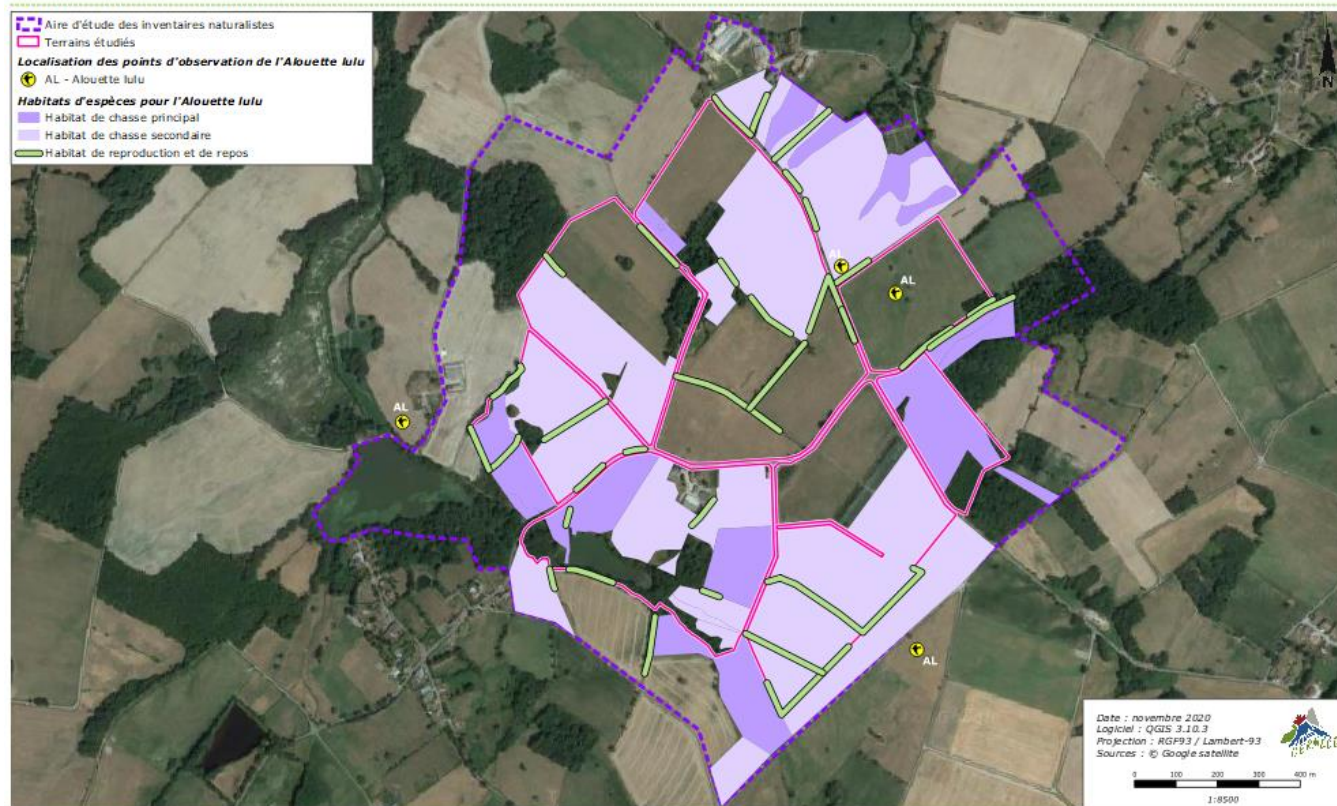 Aire d'étude des inventaires naturalistes
Terrains étudiés
Localisation des points d'observation de l'Alouette lulu
AL - Alouette lulu
Habitats d'espèces pour l'Alouette lulu
Habitat de chasse principal
Habitat de chasse secondaire
Habitat de reproduction et de repos
N
AL
AL
AL
AL
Date : novembre 2020
Logiciel : QGIS 3.10.3
Projection : RGF93 / Lambert-93
Sources : © Google satellite
0 100 200 300 400 m
1:8500